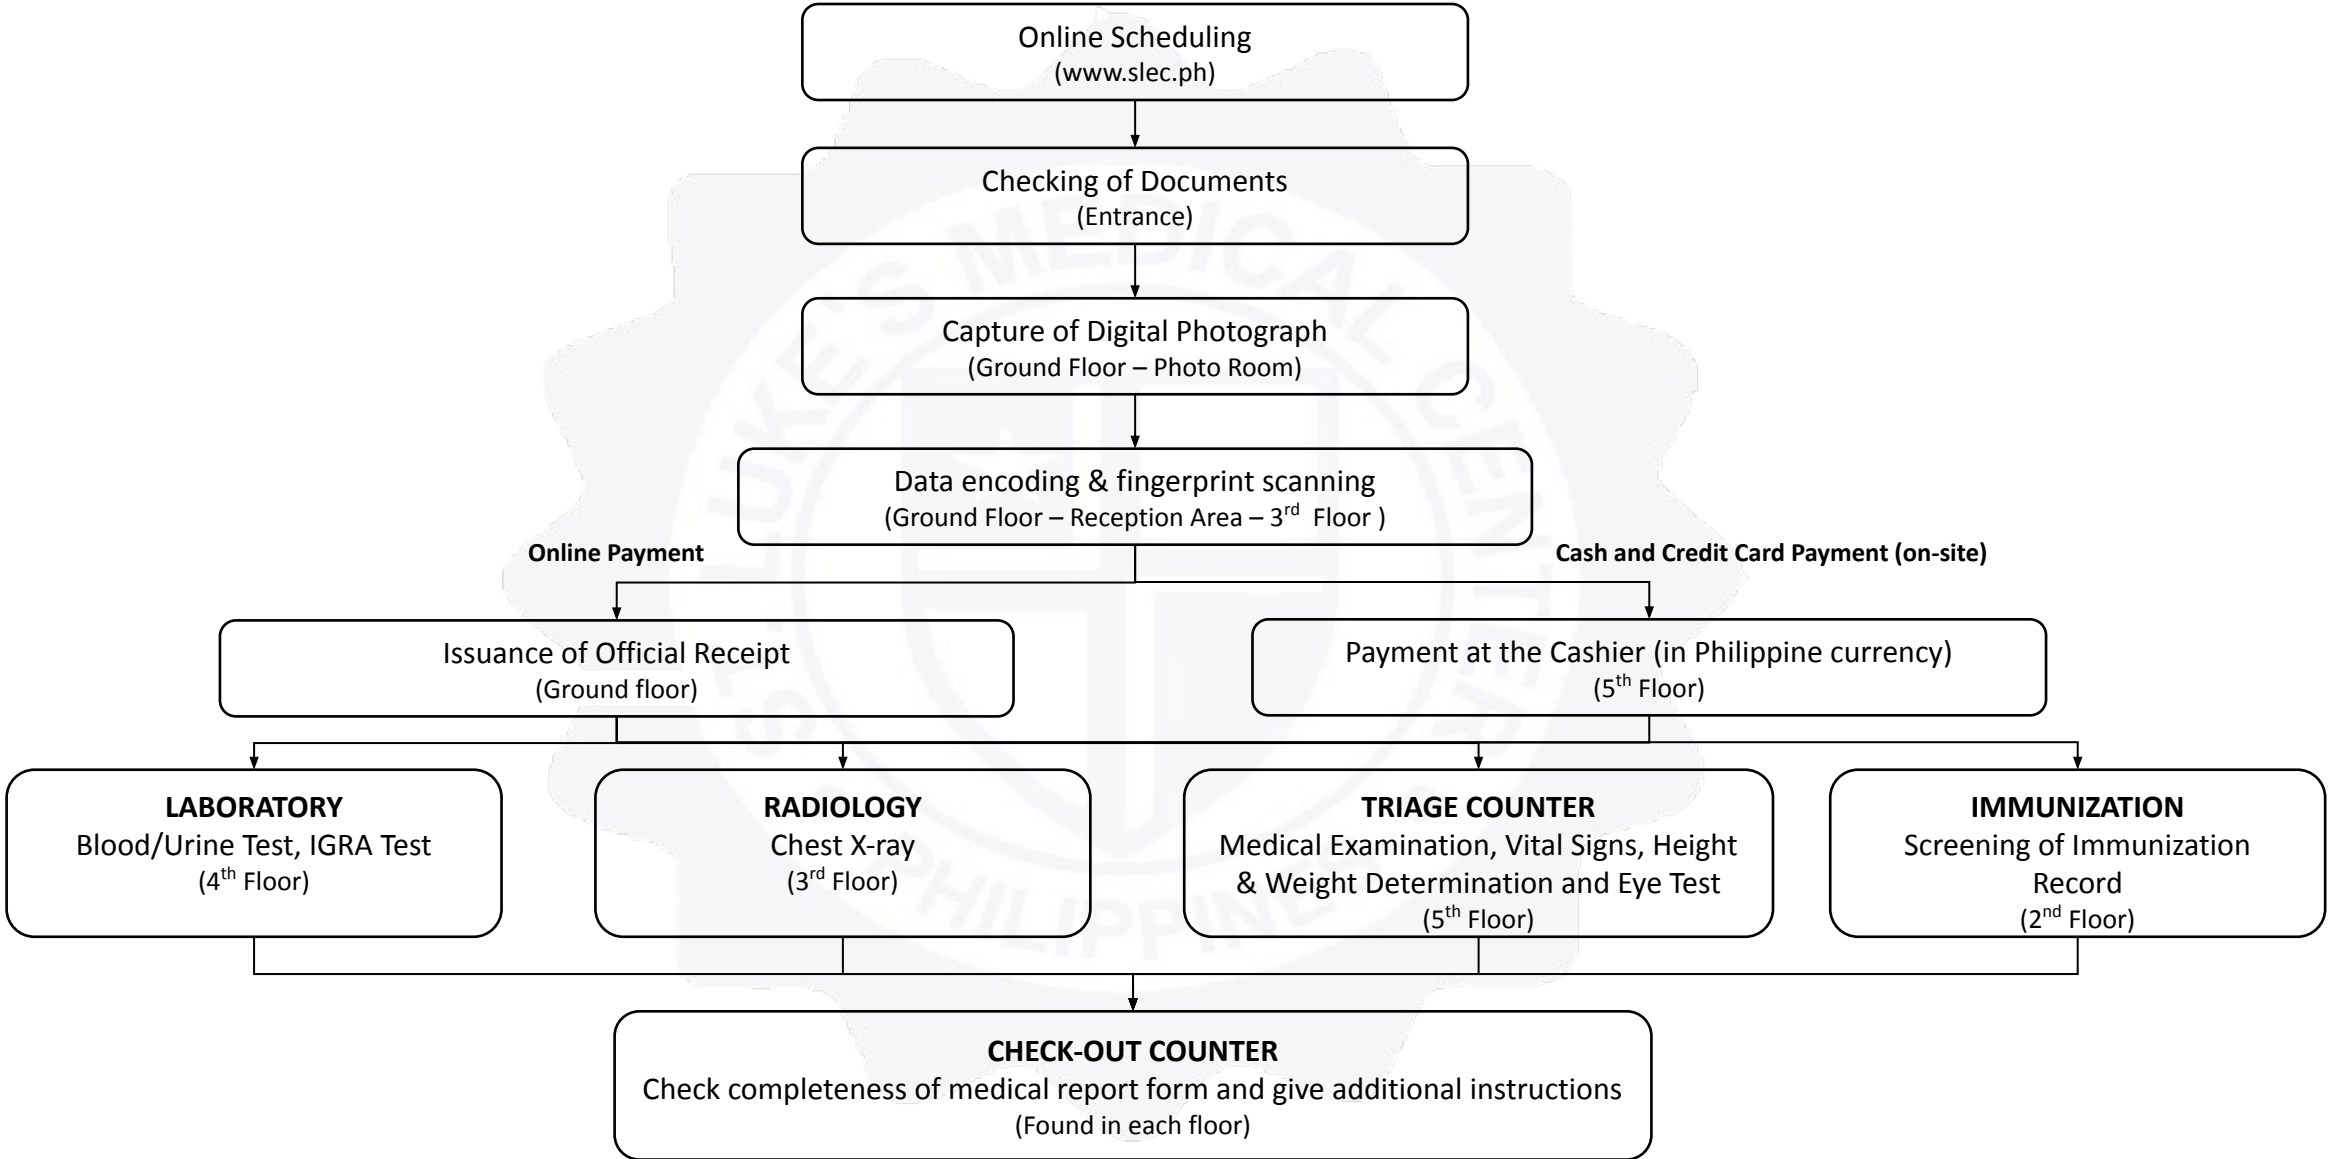 Online Scheduling
(www.slec.ph)
Checking of Documents
(Entrance)
Capture of Digital Photograph
(Ground Floor – Photo Room)
Data encoding & fingerprint scanning
(Ground Floor – Reception Area – 3rd Floor )
Online Payment
Cash and Credit Card Payment (on-site)
Issuance of Official Receipt
(Ground floor)
Payment at the Cashier (in Philippine currency)
(5th Floor)
LABORATORY
Blood/Urine Test, IGRA Test
(4th Floor)
RADIOLOGY
Chest X-ray
(3rd Floor)
TRIAGE COUNTER
Medical Examination, Vital Signs, Height
& Weight Determination and Eye Test
(5th Floor)
IMMUNIZATION
Screening of Immunization
Record
(2nd Floor)
CHECK-OUT COUNTER
Check completeness of medical report form and give additional instructions
(Found in each floor)
ST. LUKE'S MEDICAL CENTER
PHILIPPINES